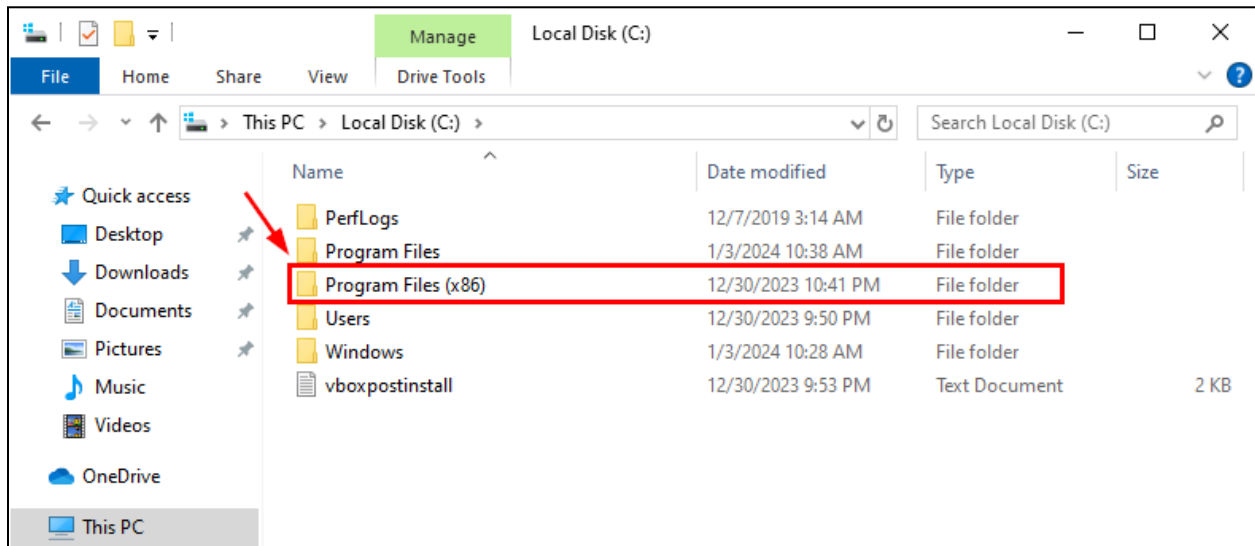 Manage Local Disk (C:)
File Home Share View Drive Tools
This PC > Local Disk (C:) > Search Local Disk (C:)
Name Date modified Type Size
Quick access
Desktop
Downloads
Documents
Pictures
Music
Videos
OneDrive
This PC
PerfLogs 12/7/2019 3:14 AM File folder
Program Files 1/3/2024 10:38 AM File folder
Program Files (x86) 12/30/2023 10:41 PM File folder
Users 12/30/2023 9:50 PM File folder
Windows 1/3/2024 10:28 AM File folder
vboxpostinstall 12/30/2023 9:53 PM Text Document 2 KB